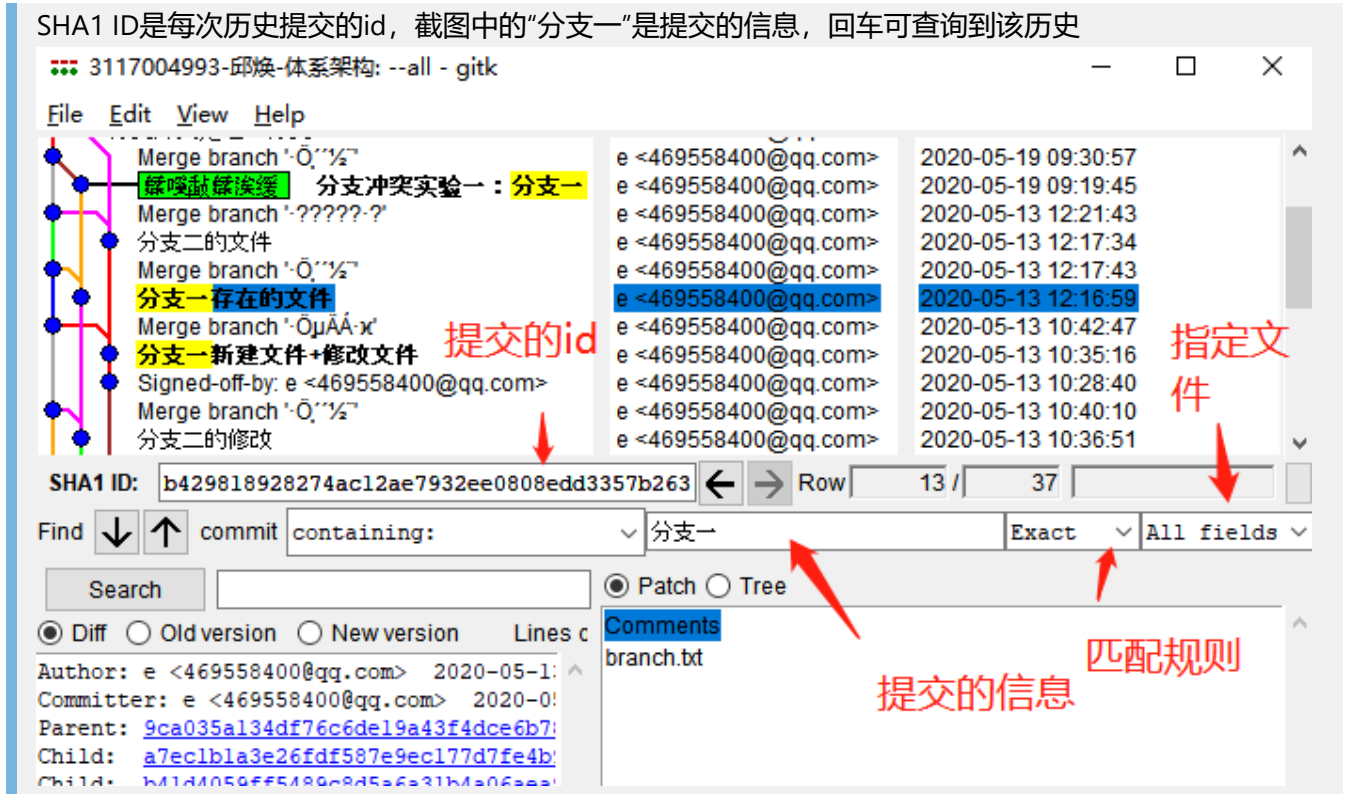 SHA1 ID是每次历史提交的id，截图中的“分支一”是提交的信息，回车可查询到该历史
3117004993-邱焕-体系架构: --all - gitk
File Edit View Help
Merge branch '·Ö¸´½¨' e <469558400@qq.com> 2020-05-19 09:30:57
分支冲突实验一：分支一 e <469558400@qq.com> 2020-05-19 09:19:45
Merge branch '·?????·?' e <469558400@qq.com> 2020-05-13 12:21:43
分支二的文件 e <469558400@qq.com> 2020-05-13 12:17:34
Merge branch e <469558400@qq.com> 2020-05-13 12:17:43
分支一存在的文件 e <469558400@qq.com> 2020-05-13 12:16:59
Merge branch e <469558400@qq.com> 2020-05-13 10:42:47
分支一新建文件+修改文件 e <469558400@qq.com> 2020-05-13 10:35:16
Signed-off-by: e <469558400@qq.com> e <469558400@qq.com> 2020-05-13 10:28:40
Merge branch e <469558400@qq.com> 2020-05-13 10:40:10
分支二的修改 e <469558400@qq.com> 2020-05-13 10:36:51
提交的id
指定文
件
SHA1 ID: b429818928274ac12ae7932ee0808edd3357b263 Row 13 / 37
Find commit containing: 分支一 Exact All fields
Search Patch Tree
Diff Old version New version Lines c
Comments
branch.txt
匹配规则
提交的信息
Author: e <469558400@qq.com> 2020-05-1
Committer: e <469558400@qq.com> 2020-0
Parent: 9ca035a134df76c6de19a43f4dce6b7
Child: a7ec1b1a3e26fdf587e9ec177d7fe4b
Child: b41d4059ff5489c8d5a6a31b4a06aea